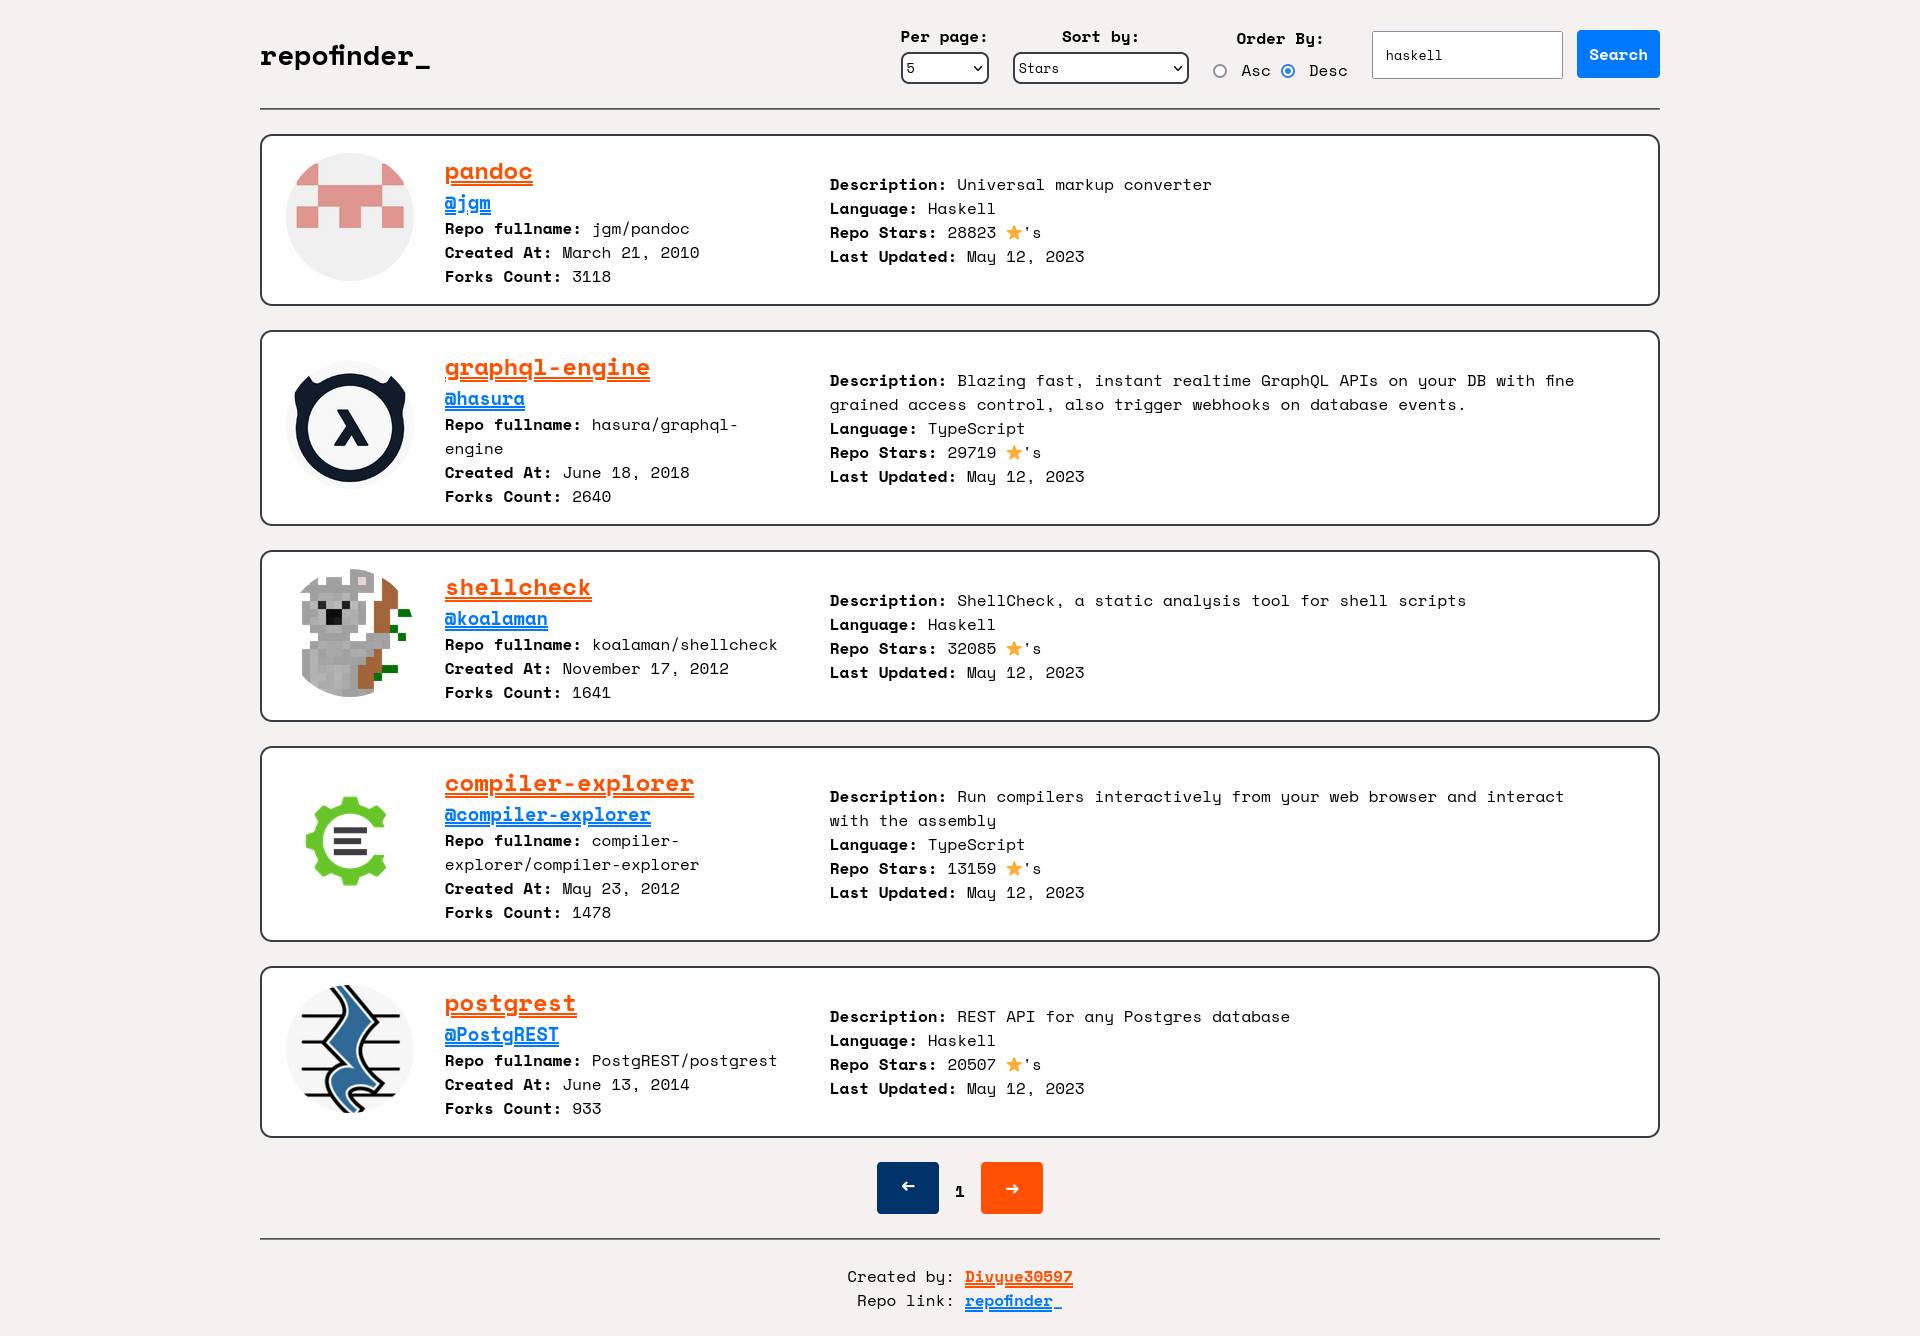 repofinder_
Per page:
5
Sort by:
Stars
Order By:
Asc
Desc
haskell
Search
pandoc
@jgm
Repo fullname: jgm/pandoc
Created At: March 21, 2010
Forks Count: 3118
Description: Universal markup converter
Language: Haskell
Repo Stars: 28823 ⭐'s
Last Updated: May 12, 2023
graphql-engine
@hasura
Repo fullname: hasura/graphql-
engine
Created At: June 18, 2018
Forks Count: 2640
Description: Blazing fast, instant realtime GraphQL APIs on your DB with fine
grained access control, also trigger webhooks on database events.
Language: TypeScript
Repo Stars: 29719 ⭐'s
Last Updated: May 12, 2023
shellcheck
@koalaman
Repo fullname: koalaman/shellcheck
Created At: November 17, 2012
Forks Count: 1641
Description: ShellCheck, a static analysis tool for shell scripts
Language: Haskell
Repo Stars: 32085 ⭐'s
Last Updated: May 12, 2023
compiler-explorer
@compiler-explorer
Repo fullname: compiler-
explorer/compiler-explorer
Created At: May 23, 2012
Forks Count: 1478
Description: Run compilers interactively from your web browser and interact
with the assembly
Language: TypeScript
Repo Stars: 13159 ⭐'s
Last Updated: May 12, 2023
postgrest
@PostgREST
Repo fullname: PostgREST/postgrest
Created At: June 13, 2014
Forks Count: 933
Description: REST API for any Postgres database
Language: Haskell
Repo Stars: 20507 ⭐'s
Last Updated: May 12, 2023
← 1 →
Created by: Divyue30597
Repo link: repofinder_